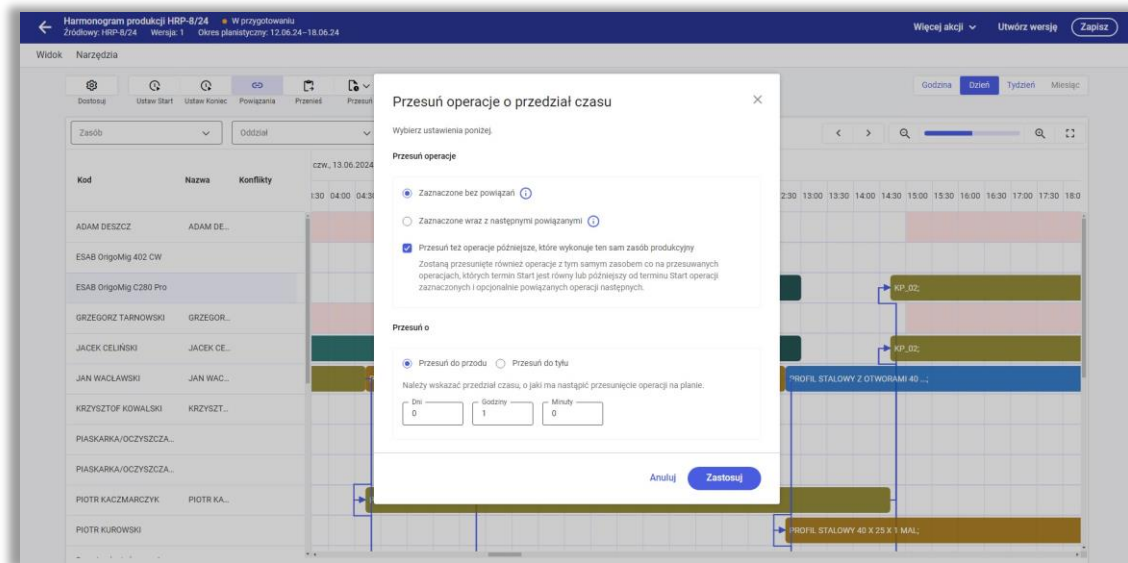 Harmonogram produkcji HRP-8/24 W przygotowaniu
Źródłowy: HRP-8/24 Wersja: 1 Okres planistyczny: 12.06.24–18.06.24
Więcej akcji Utwórz wersję Zapisz
Widok Narzędzia
Dostosuj Ustaw Start Ustaw Koniec Powiązania Przenieś Przesuń
Godzina Dzień Tydzień Miesiąc
Zasób Oddział
czw., 13.06.2024
Kod Nazwa Konflikty
04:00 13:00 13:30 14:00 14:30 15:00 15:30 16:00 16:30 17:00 17:30
ADAM DESZCZ ADAM DE...
ESAB OrigoMig 402 CW
ESAB OrigoMig C280 Pro KP_02;
GRZEGORZ TARNOWSKI GRZEGOR...
JACEK CELIŃSKI JACEK CE... KP_02;
JAN WACŁAWSKI JAN WAC... PROFIL STALOWY Z OTWORAMI 40 ...;
KRZYSZTOF KOWALSKI KRZYSZT...
PIASKARKA/OCZYSZCZA...
PIASKARKA/OCZYSZCZA...
PIOTR KACZMARCZYK PIOTR KA...
PIOTR KUROWSKI PROFIL STALOWY 40 X 25 X 1 MAL;
Przesuń operacje o przedział czasu
Wybierz ustawienia poniżej.
Przesuń operacje
Zaznaczone bez powiązań
Zaznaczone wraz z następnymi powiązanymi
Przesuń też operacje późniejsze, które wykonuje ten sam zasób produkcyjny
Zostaną przesunięte również operacje z tym samym zasobem co na przesuwanych
operacjach, których termin Start jest równy lub późniejszy od terminu Start operacji
zaznaczonych i opcjonalnie powiązanych operacji następnych.
Przesuń o
Przesuń do przodu Przesuń do tyłu
Należy wskazać przedział czasu, o jaki ma nastąpić przesunięcie operacji na planie.
Dni Godziny Minuty
0 1 0
Anuluj Zastosuj